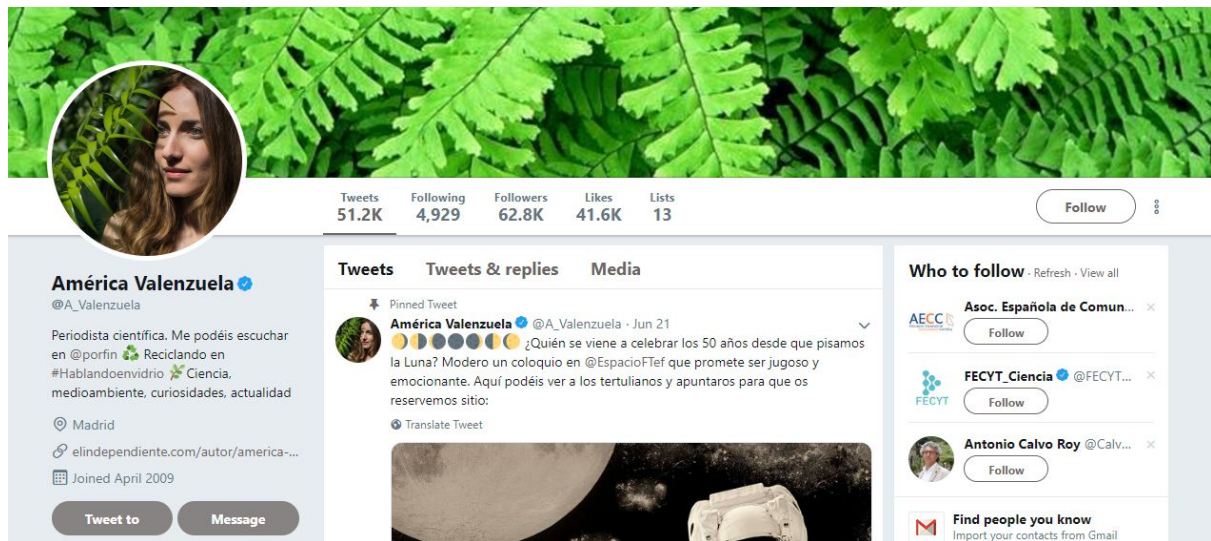 Tweets
51.2K
Following
4,929
Followers
62.8K
Likes
41.6K
Lists
13
Follow
América Valenzuela
@A_Valenzuela
Periodista científica. Me podéis escuchar
en @porfin ♻️ Reciclando en
#Hablandoenvidrio 🌿 Ciencia,
medioambiente, curiosidades, actualidad
Madrid
elindependiente.com/autor/america-...
Joined April 2009
Tweet to
Message
Tweets Tweets & replies Media
Pinned Tweet
América Valenzuela @A_Valenzuela · Jun 21
🌖🌗🌑🌑🌑🌓🌔 ¿Quién se viene a celebrar los 50 años desde que pisamos
la Luna? Modero un coloquio en @EspacioFTef que promete ser jugoso y
emocionante. Aquí podéis ver a los tertulianos y apuntaros para que os
reservemos sitio:
Translate Tweet
Who to follow · Refresh · View all
AECC
Asoc. Española de Comun...
Follow
FECYT
FECYT_Ciencia @FECYT...
Follow
Antonio Calvo Roy @Calv...
Follow
Find people you know
Import your contacts from Gmail